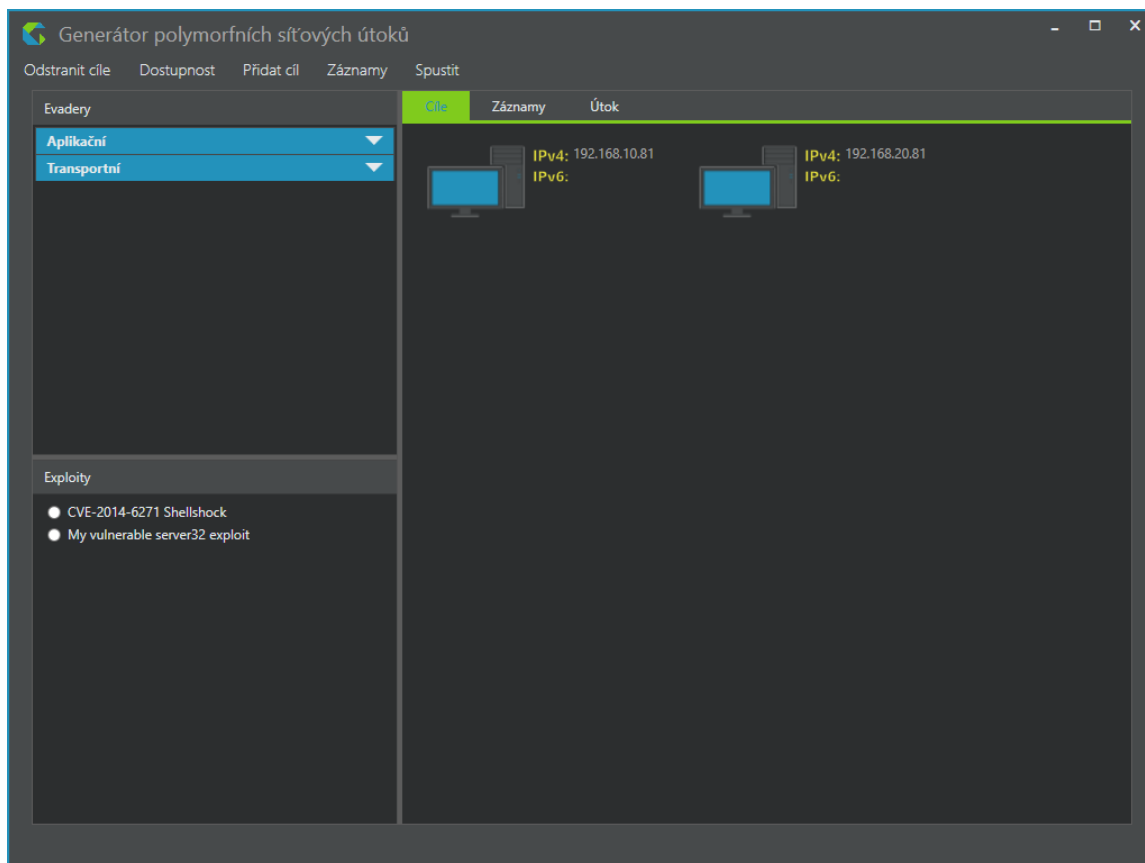 Generátor polymorfních síťových útoků
Odstranit cíle Dostupnost Přidat cíl Záznamy Spustit
Evadery
Aplikační
Transportní
Cíle Záznamy Útok
IPv4: 192.168.10.81
IPv6:
IPv4: 192.168.20.81
IPv6:
Exploity
CVE-2014-6271 Shellshock
My vulnerable server32 exploit